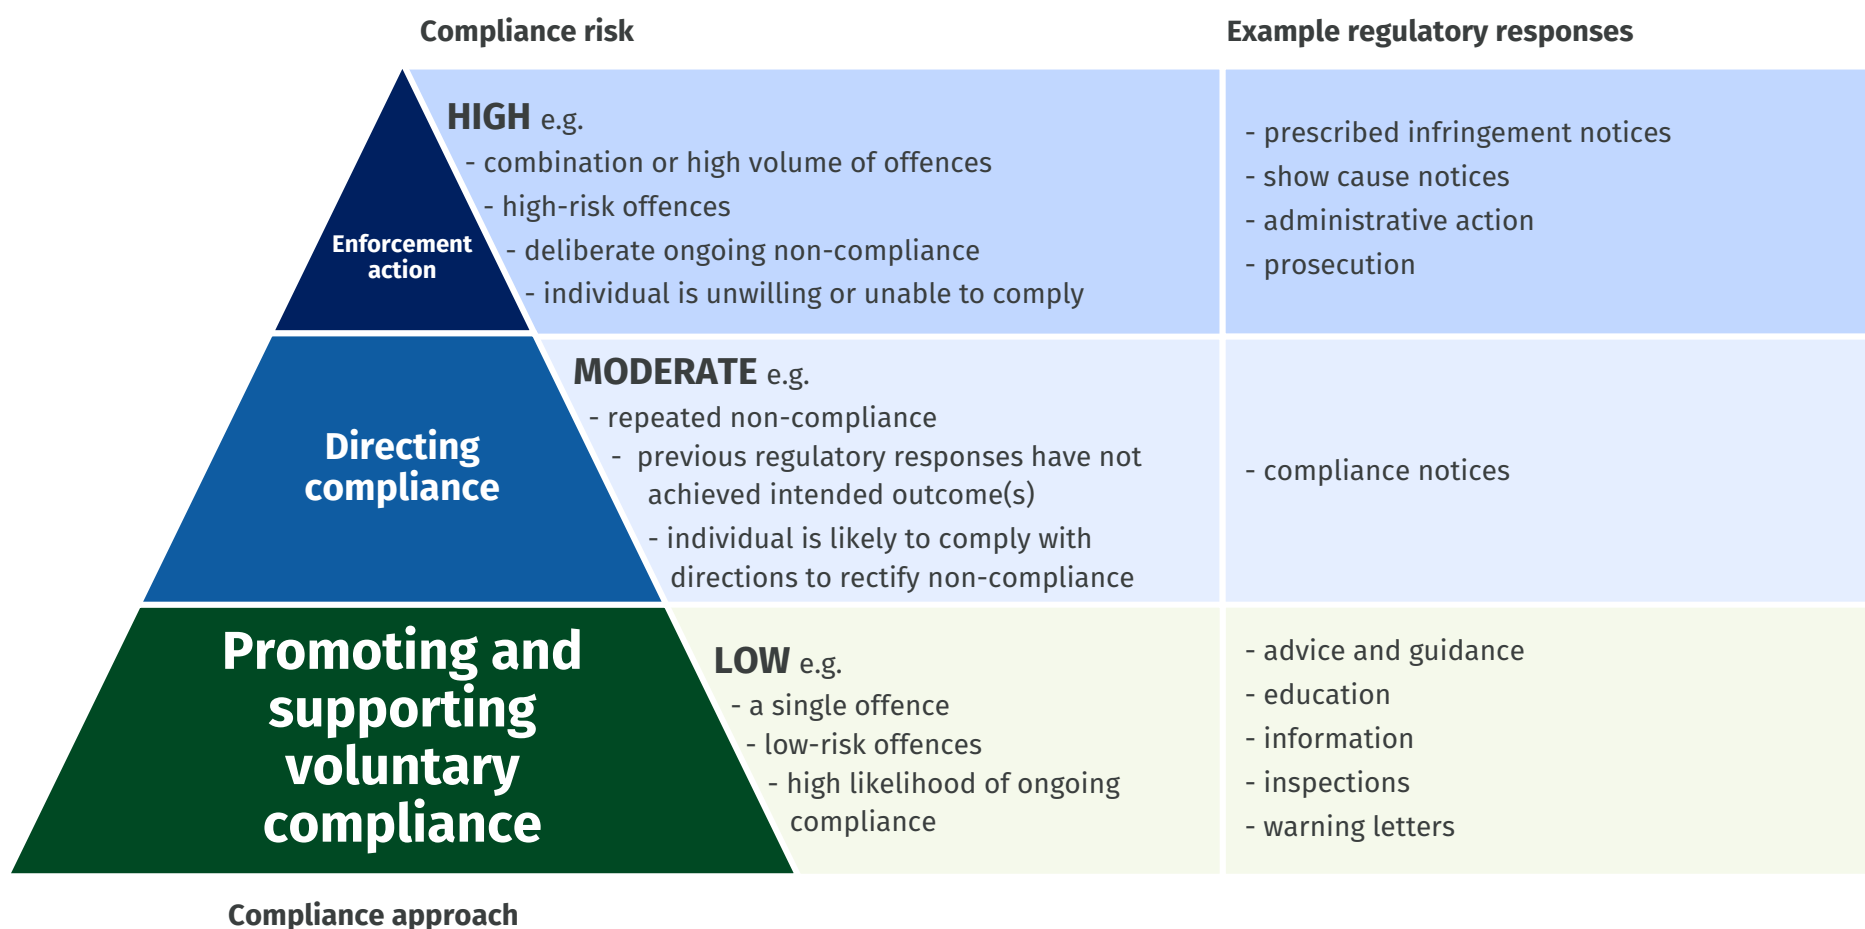 Compliance risk
Example regulatory responses
Enforcement
action
HIGH e.g.
- combination or high volume of offences
- high-risk offences
- deliberate ongoing non-compliance
- individual is unwilling or unable to comply
- prescribed infringement notices
- show cause notices
- administrative action
- prosecution
Directing
compliance
MODERATE e.g.
- repeated non-compliance
- previous regulatory responses have not
achieved intended outcome(s)
- individual is likely to comply with
directions to rectify non-compliance
- compliance notices
Promoting and
supporting
voluntary
compliance
LOW e.g.
- a single offence
- low-risk offences
- high likelihood of ongoing
compliance
- advice and guidance
- education
- information
- inspections
- warning letters
Compliance approach